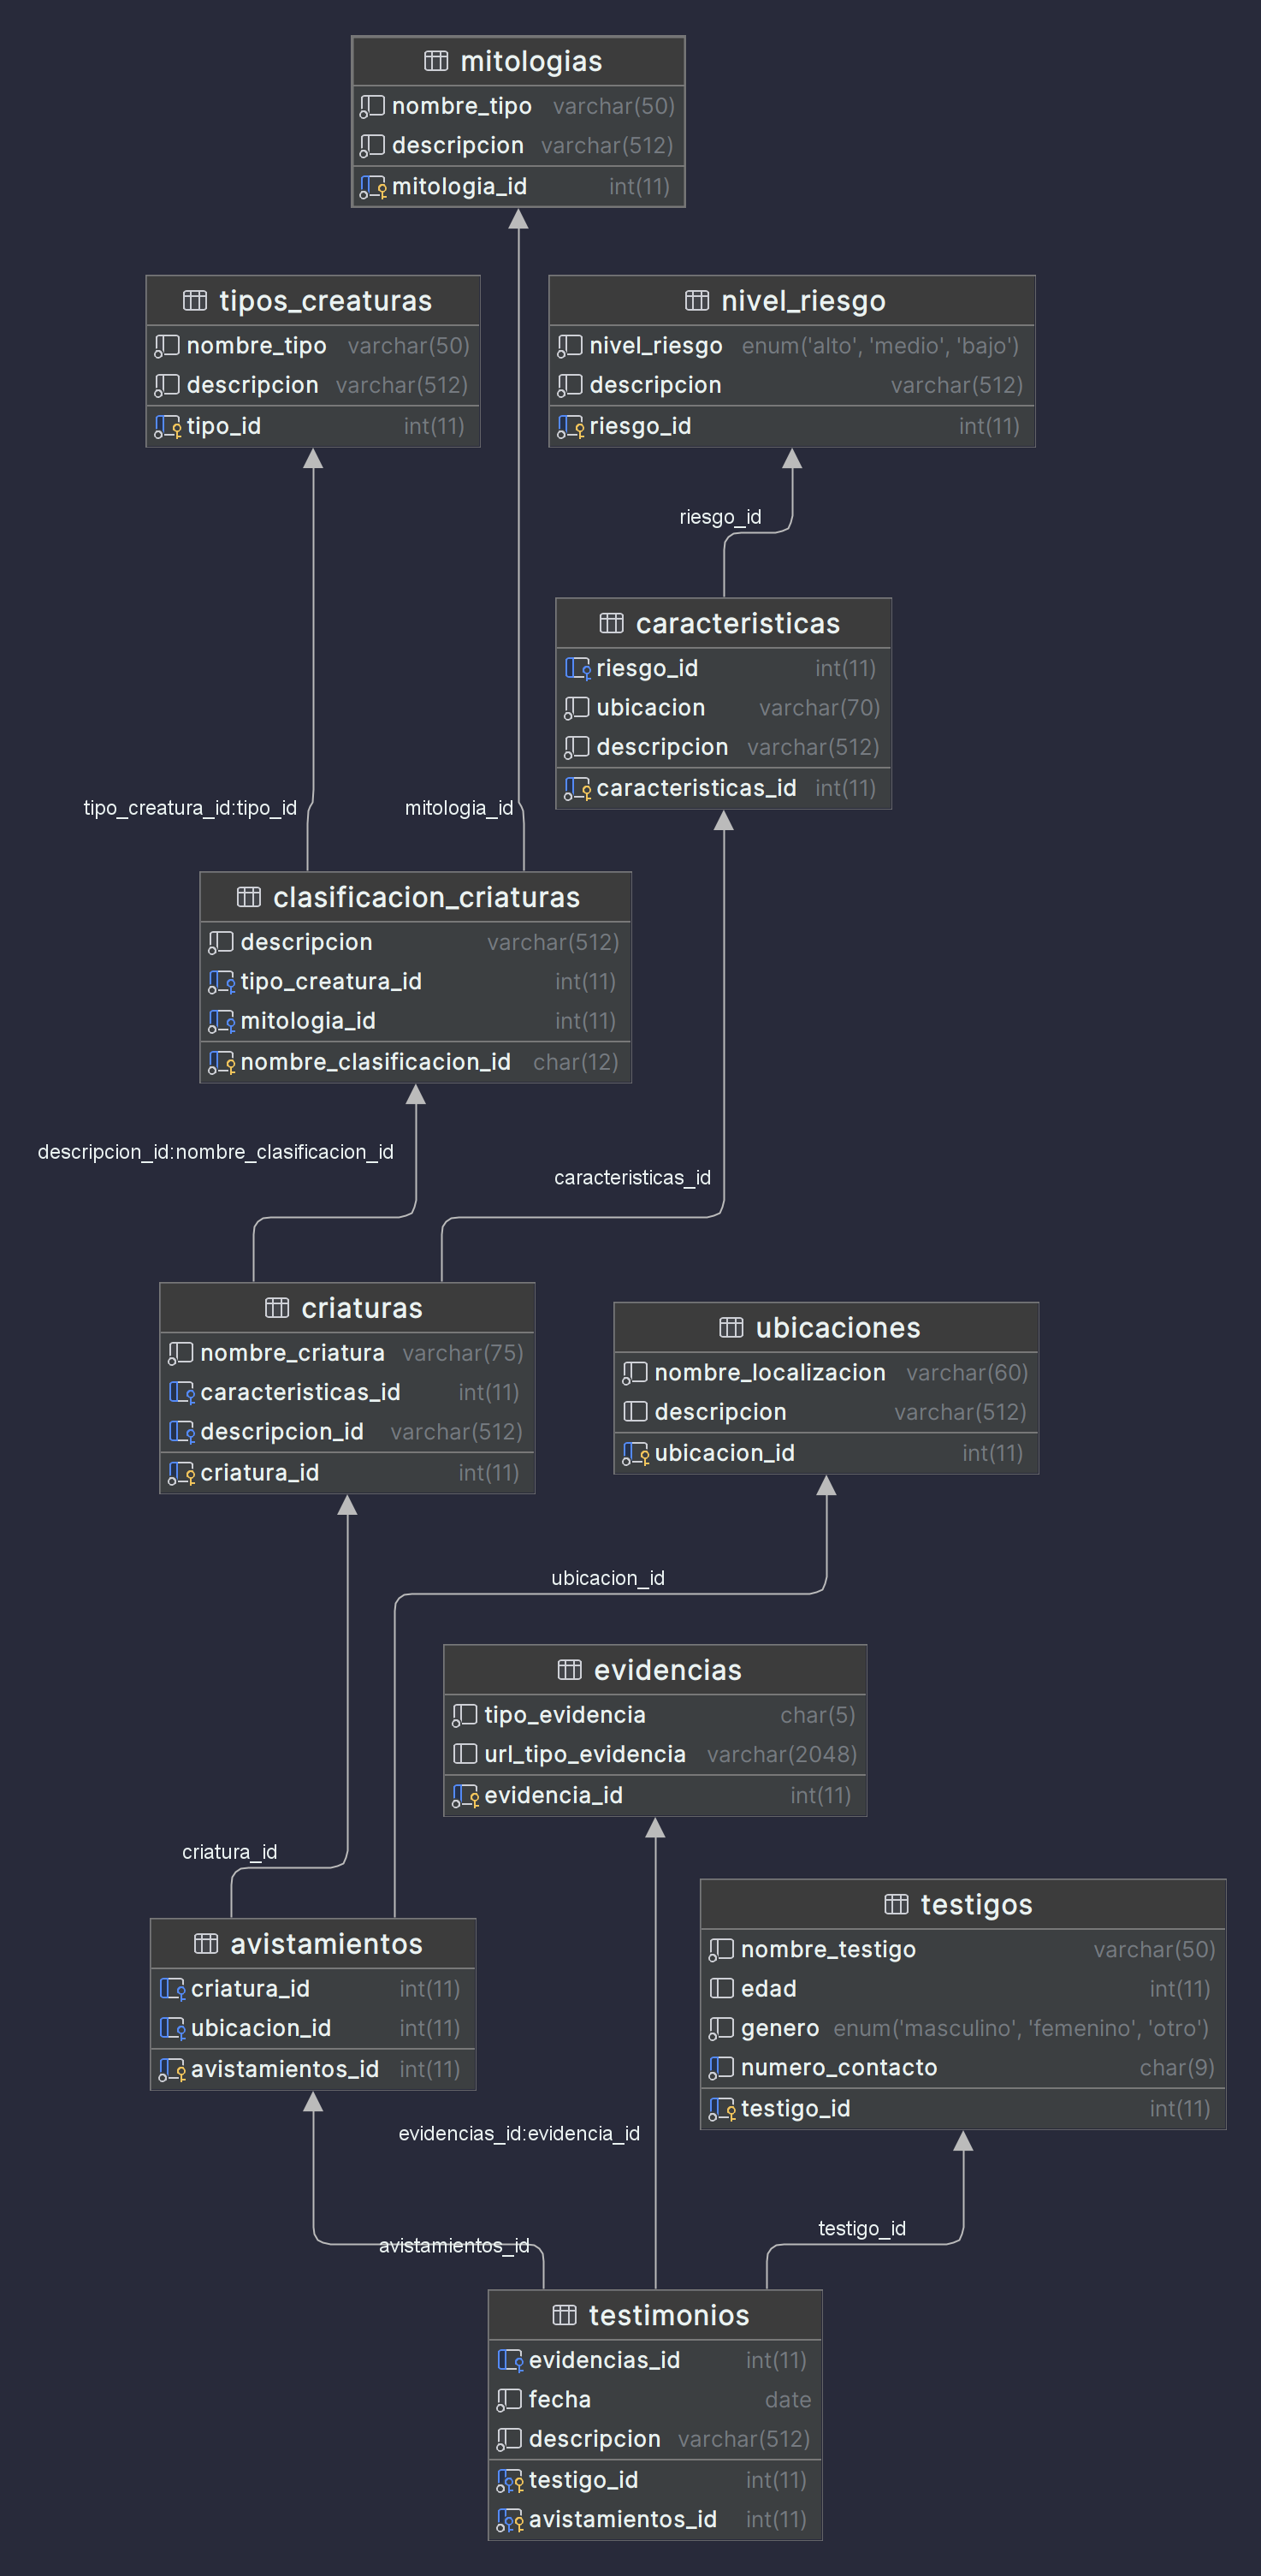 mitologias
nombre_tipo varchar(50)
descripcion varchar(512)
mitologia_id int(11)
tipos_creaturas
nombre_tipo varchar(50)
descripcion varchar(512)
tipo_id int(11)
nivel_riesgo
nivel_riesgo enum('alto', 'medio', 'bajo')
descripcion varchar(512)
riesgo_id int(11)
riesgo_id
caracteristicas
riesgo_id int(11)
ubicacion varchar(70)
descripcion varchar(512)
caracteristicas_id int(11)
tipo_creatura_id:tipo_id
mitologia_id
clasificacion_criaturas
descripcion varchar(512)
tipo_creatura_id int(11)
mitologia_id int(11)
nombre_clasificacion_id char(12)
descripcion_id:nombre_clasificacion_id
caracteristicas_id
criaturas
nombre_criatura varchar(75)
caracteristicas_id int(11)
descripcion_id varchar(512)
criatura_id int(11)
ubicaciones
nombre_localizacion varchar(60)
descripcion varchar(512)
ubicacion_id int(11)
ubicacion_id
evidencias
tipo_evidencia char(5)
url_tipo_evidencia varchar(2048)
evidencia_id int(11)
criatura_id
avistamientos
criatura_id int(11)
ubicacion_id int(11)
avistamientos_id int(11)
testigos
nombre_testigo varchar(50)
edad int(11)
genero enum('masculino', 'femenino', 'otro')
numero_contacto char(9)
testigo_id int(11)
evidencias_id:evidencia_id
testigo_id
avistamientos_id
testimonios
evidencias_id int(11)
fecha date
descripcion varchar(512)
testigo_id int(11)
avistamientos_id int(11)